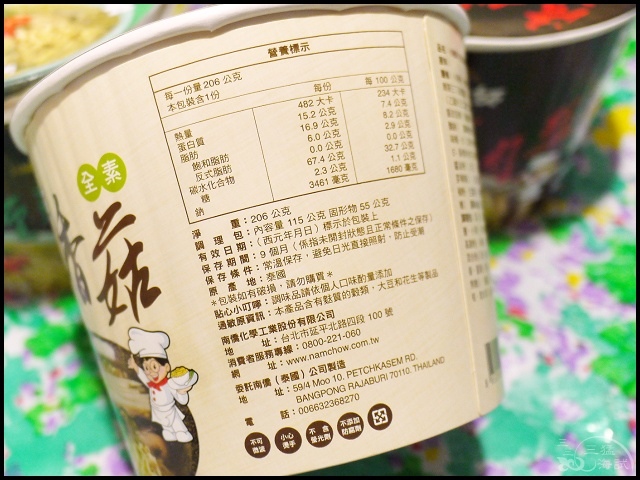 營養標示
每一份量 206 公克
本包裝含1份
每份 每 100 公克
熱量 482 大卡 234 大卡
蛋白質 15.2 公克 7.4 公克
脂肪 16.9 公克 8.2 公克
飽和脂肪 6.0 公克 2.9 公克
反式脂肪 0.0 公克 0.0 公克
碳水化合物 67.4 公克 32.7 公克
糖 2.3 公克 1.1 公克
鈉 3461 毫克 1680 毫克
淨重：206 公克
調理包：內容量 115 公克 固形物 55 公克
有效日期：(西元年月日) 標示於包裝上
保存期間：9 個月 (係指未開封狀態且正常條件之保存)
保存條件：常溫保存，避免日光直接照射，防止受潮
原產地：泰國
＊包裝如有破損，請勿購買＊
貼心小叮嚀：調味品請依個人口味酌量添加
過敏原資訊：本產品含有麩質的穀類、大豆和花生等製品
南僑化學工業股份有限公司
地址：台北市延平北路四段 100 號
消費者服務專線：0800-221-060
網址：www.namchow.com.tw
委託南僑 (泰國) 公司製造
地址：59/4 Moo 10. PETCHKASEM RD.
BANGPONG RAJABURI 70110. THAILAND
電話：006632368270
不可微波
小心燙手
不含螢光劑
不添加防腐劑
全素
菇